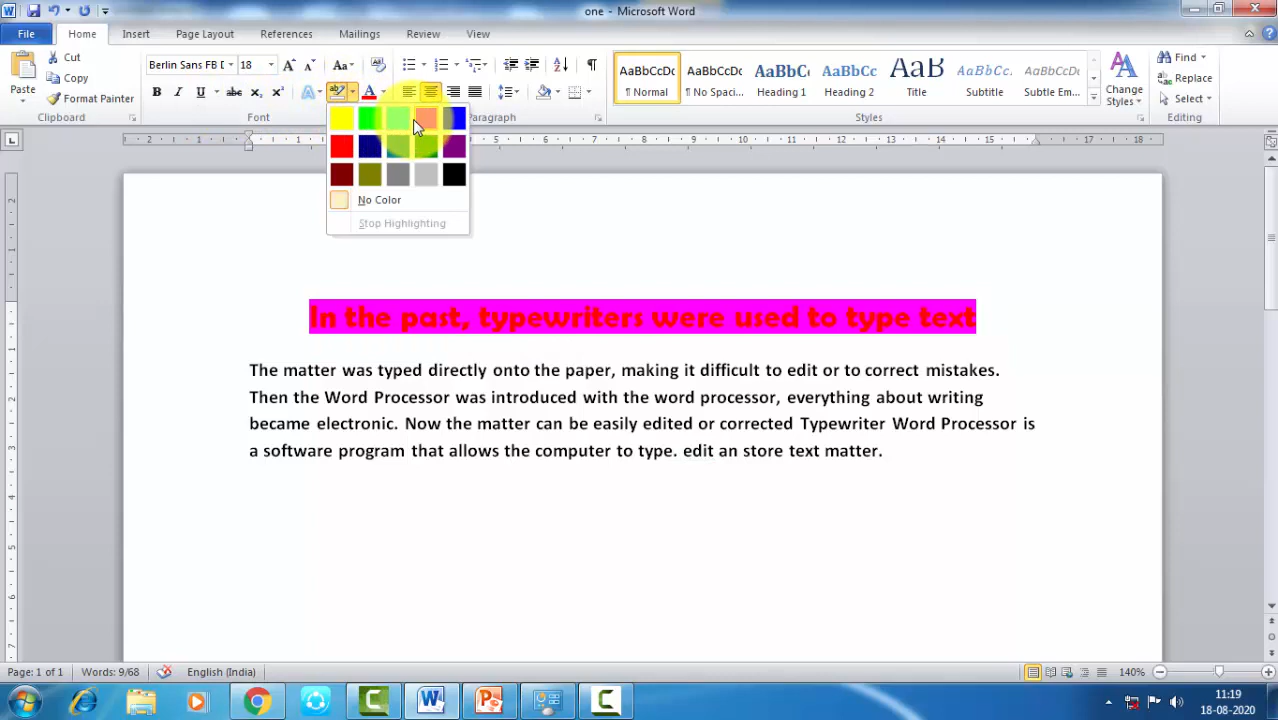 one - Microsoft Word
File Home Insert Page Layout References Mailings Review View
Paste
Cut
Copy
Format Painter
Clipboard
Berlin Sans FB 18
Font
Paragraph
AaBbCcDc AaBbCcDc AaBbCc AaBbCc AaB AaBbCcL AaBbCcDc
¶ Normal ¶ No Spaci... Heading 1 Heading 2 Title Subtitle Subtle Em...
Change Styles
Styles
Find
Replace
Select
Editing
No Color
Stop Highlighting
In the past, typewriters were used to type text
The matter was typed directly onto the paper, making it difficult to edit or to correct mistakes.
Then the Word Processor was introduced with the word processor, everything about writing
became electronic. Now the matter can be easily edited or corrected Typewriter Word Processor is
a software program that allows the computer to type. edit an store text matter.
Page: 1 of 1 Words: 9/68 English (India) 140%
11:19
18-08-2020